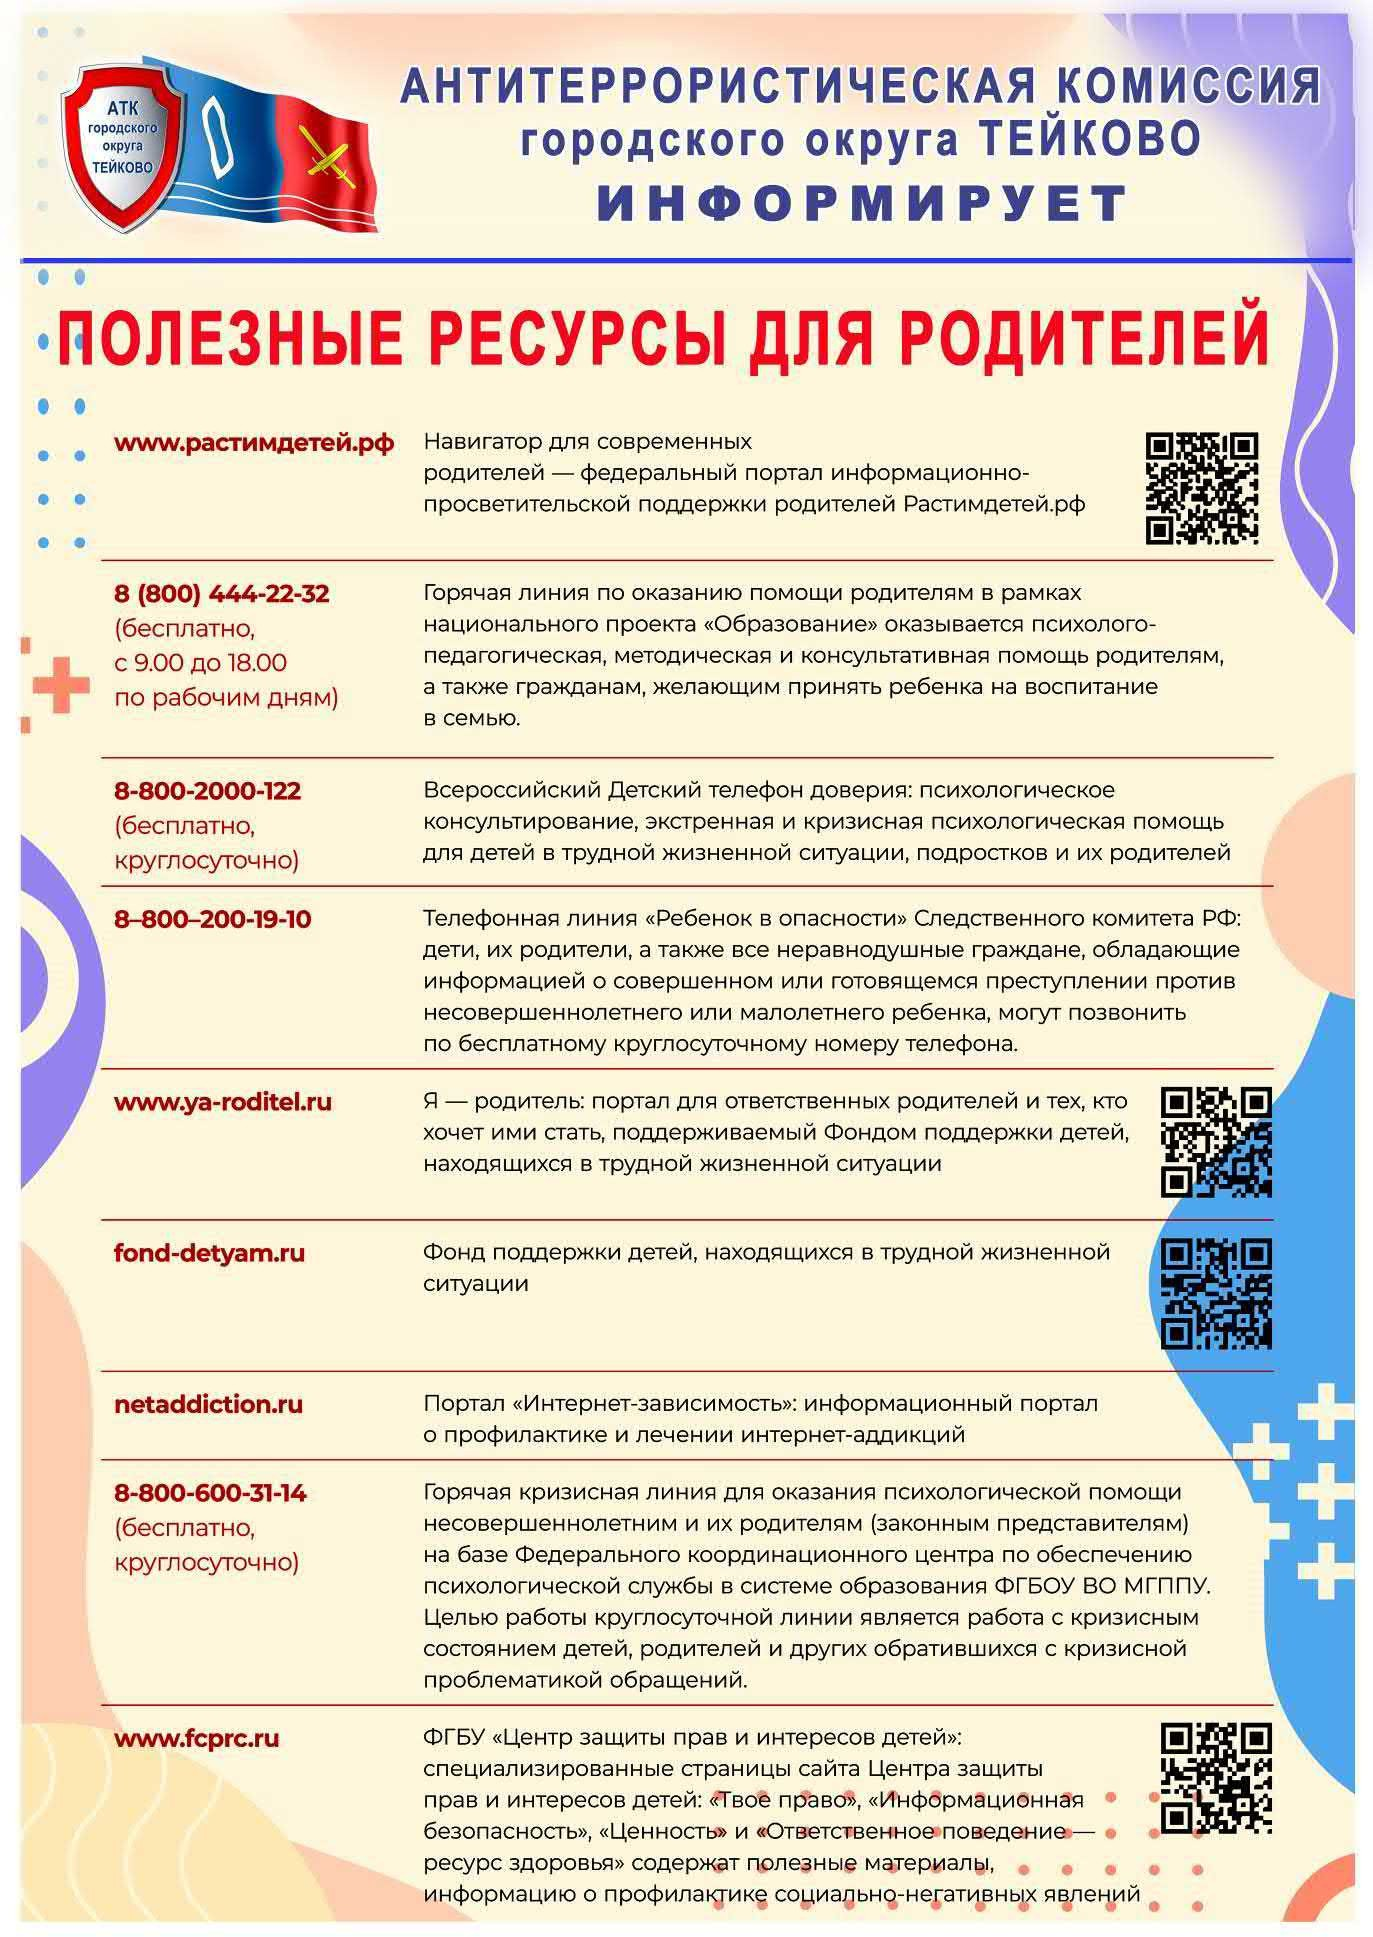 АТК
городского
округа
ТЕЙКОВО
АНТИТЕРРОРИСТИЧЕСКАЯ КОМИССИЯ
городского округа ТЕЙКОВО
ИНФОРМИРУЕТ
ПОЛЕЗНЫЕ РЕСУРСЫ ДЛЯ РОДИТЕЛЕЙ
www.растимдетей.рф
Навигатор для современных
родителей — федеральный портал информационно-
просветительской поддержки родителей Растимдетей.рф
8 (800) 444-22-32
(бесплатно,
с 9.00 до 18.00
по рабочим дням)
Горячая линия по оказанию помощи родителям в рамках
национального проекта «Образование» оказывается психолого-
педагогическая, методическая и консультативная помощь родителям,
а также гражданам, желающим принять ребенка на воспитание
в семью.
8-800-2000-122
(бесплатно,
круглосуточно)
Всероссийский Детский телефон доверия: психологическое
консультирование, экстренная и кризисная психологическая помощь
для детей в трудной жизненной ситуации, подростков и их родителей
8–800–200-19-10
Телефонная линия «Ребенок в опасности» Следственного комитета РФ:
дети, их родители, а также все неравнодушные граждане, обладающие
информацией о совершенном или готовящемся преступлении против
несовершеннолетнего или малолетнего ребенка, могут позвонить
по бесплатному круглосуточному номеру телефона.
www.ya-roditel.ru
Я — родитель: портал для ответственных родителей и тех, кто
хочет ими стать, поддерживаемый Фондом поддержки детей,
находящихся в трудной жизненной ситуации
fond-detyam.ru
Фонд поддержки детей, находящихся в трудной жизненной
ситуации
netaddiction.ru
Портал «Интернет-зависимость»: информационный портал
о профилактике и лечении интернет-аддикций
8-800-600-31-14
(бесплатно,
круглосуточно)
Горячая кризисная линия для оказания психологической помощи
несовершеннолетним и их родителям (законным представителям)
на базе Федерального координационного центра по обеспечению
психологической службы в системе образования ФГБОУ ВО МГППУ.
Целью работы круглосуточной линии является работа с кризисным
состоянием детей, родителей и других обратившихся с кризисной
проблематикой обращений.
www.fcprc.ru
ФГБУ «Центр защиты прав и интересов детей»:
специализированные страницы сайта Центра защиты
прав и интересов детей: «Твое право», «Информационная
безопасность», «Ценность» и «Ответственное поведение —
ресурс здоровья» содержат полезные материалы,
информацию о профилактике социально-негативных явлений